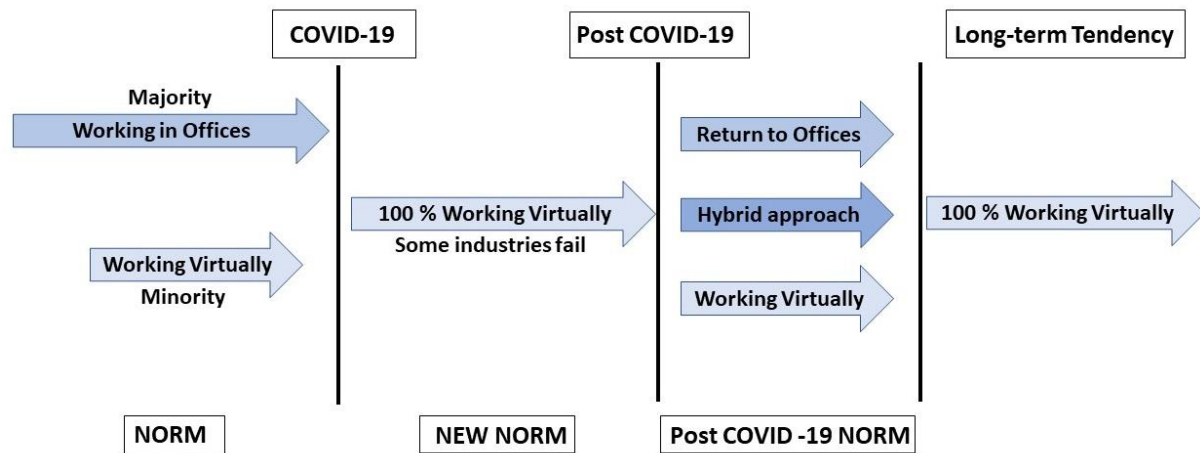 COVID-19
Post COVID-19
Long-term Tendency
Majority
Working in Offices
Working Virtually
Minority
100 % Working Virtually
Some industries fail
Return to Offices
Hybrid approach
Working Virtually
100 % Working Virtually
NORM
NEW NORM
Post COVID -19 NORM